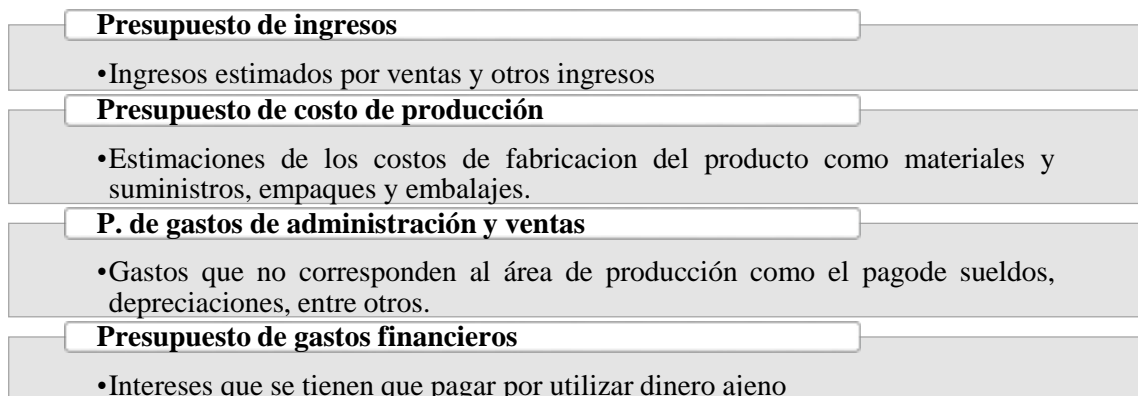 Presupuesto de ingresos
•Ingresos estimados por ventas y otros ingresos
Presupuesto de costo de producción
•Estimaciones de los costos de fabricacion del producto como materiales y
suministros, empaques y embalajes.
P. de gastos de administración y ventas
•Gastos que no corresponden al área de producción como el pagode sueldos,
depreciaciones, entre otros.
Presupuesto de gastos financieros
•Intereses que se tienen que pagar por utilizar dinero ajeno